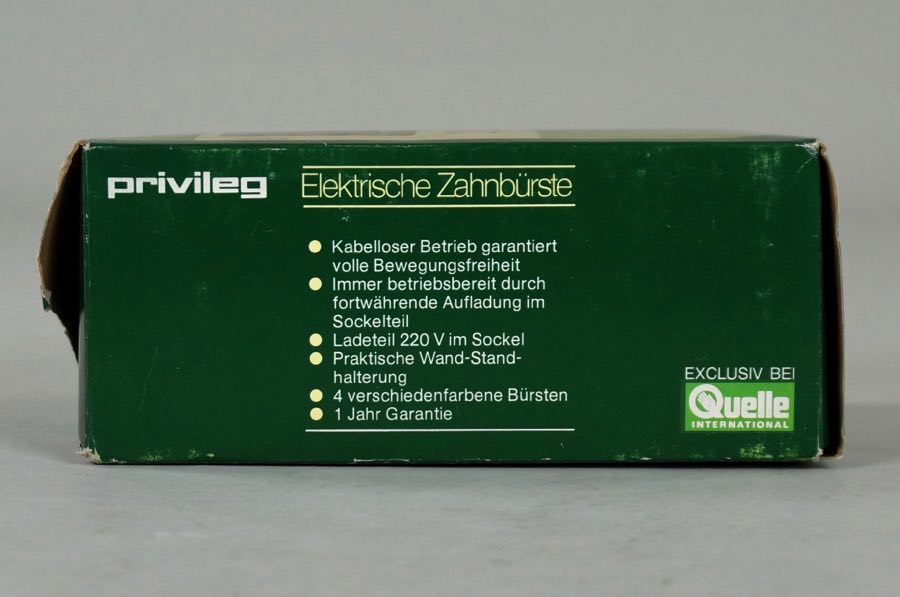 privileg®
Elektrische Zahnbürste
● Kabelloser Betrieb garantiert
volle Bewegungsfreiheit
● Immer betriebsbereit durch
fortwährende Aufladung im
Sockelteil
● Ladeteil 220 V im Sockel
● Praktische Wand-Stand-
halterung
● 4 verschiedenfarbene Bürsten
● 1 Jahr Garantie
EXCLUSIV BEI
Quelle
INTERNATIONAL